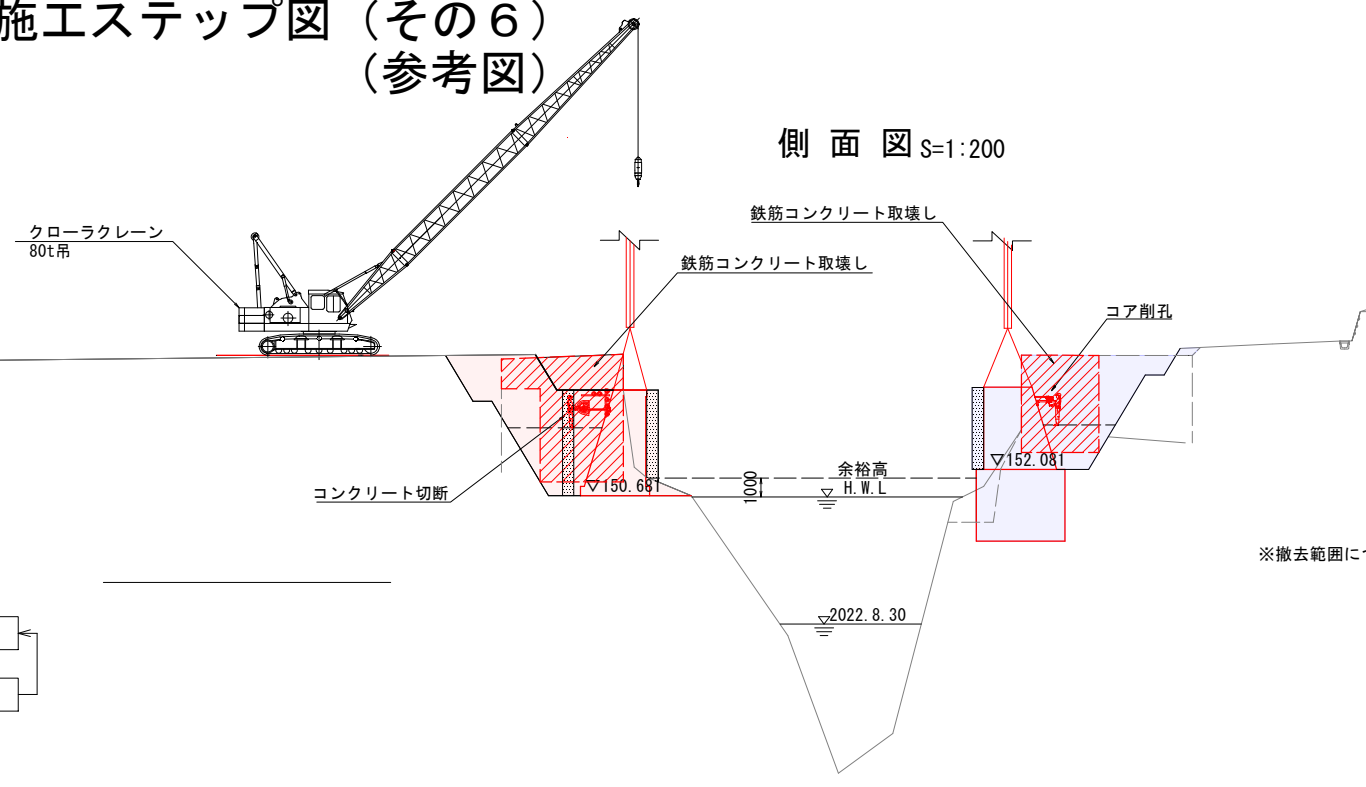 施工ステップ図（その６）
（参考図）
側面図 S=1:200
クローラクレーン
80t吊
鉄筋コンクリート取壊し
鉄筋コンクリート取壊し
コア削孔
コンクリート切断
▽150.681
▽152.081
余裕高
1000
H.W.L
2022.8.30
※撤去範囲に